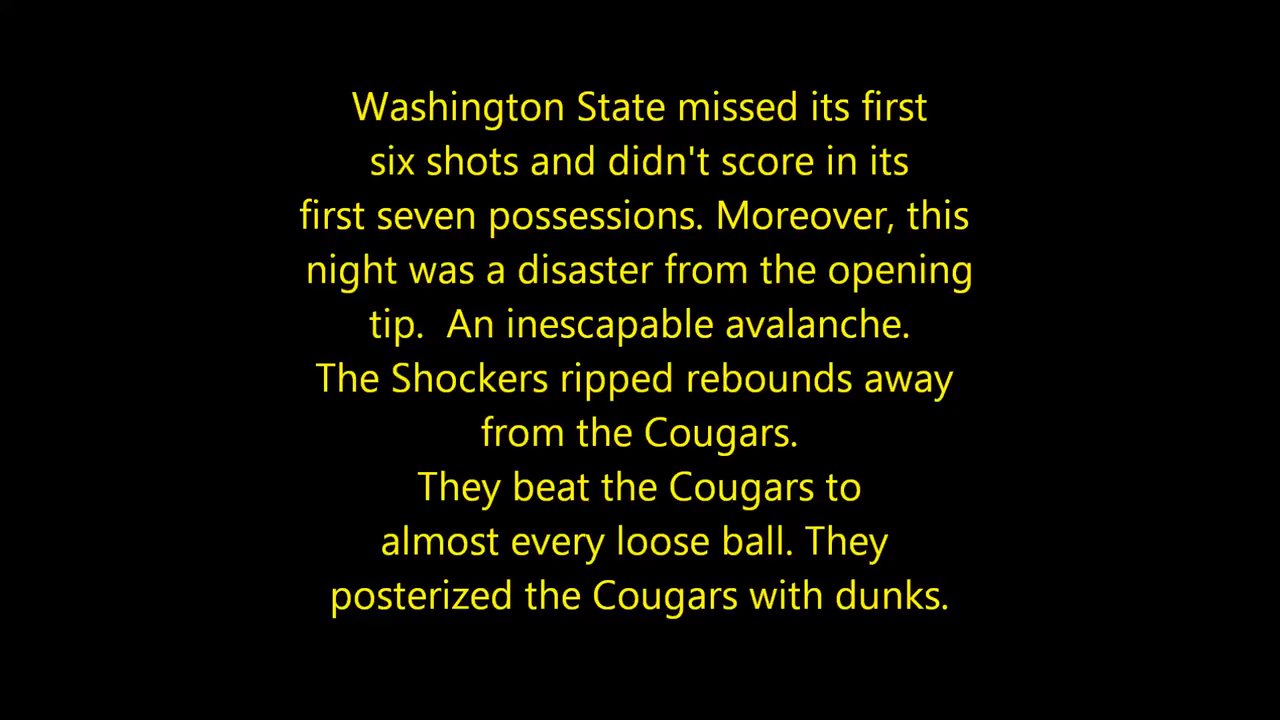 Washington State missed its first
six shots and didn't score in its
first seven possessions. Moreover, this
night was a disaster from the opening
tip.  An inescapable avalanche.
The Shockers ripped rebounds away
from the Cougars.
They beat the Cougars to
almost every loose ball. They
posterized the Cougars with dunks.